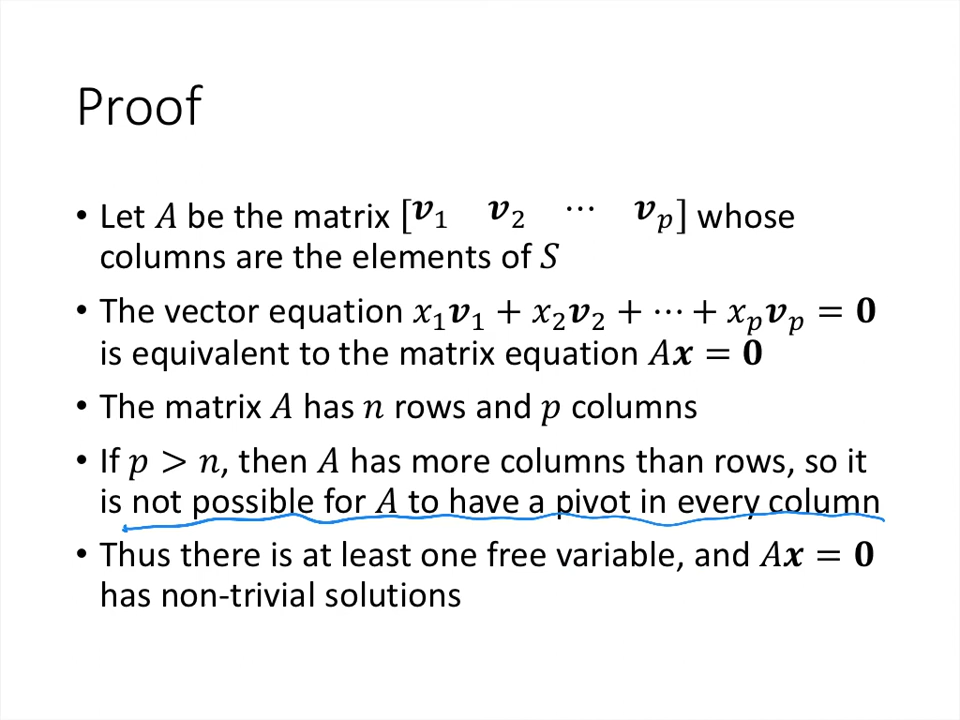 Proof
• Let 𝐴 be the matrix [𝒗₁ 𝒗₂ ⋯ 𝒗ₚ] whose
columns are the elements of 𝑆
• The vector equation 𝑥₁𝒗₁ + 𝑥₂𝒗₂ + ⋯ + 𝑥ₚ𝒗ₚ = 𝟎
is equivalent to the matrix equation 𝐴𝒙 = 𝟎
• The matrix 𝐴 has 𝑛 rows and 𝑝 columns
• If 𝑝 > 𝑛, then 𝐴 has more columns than rows, so it
is not possible for 𝐴 to have a pivot in every column
• Thus there is at least one free variable, and 𝐴𝒙 = 𝟎
has non-trivial solutions